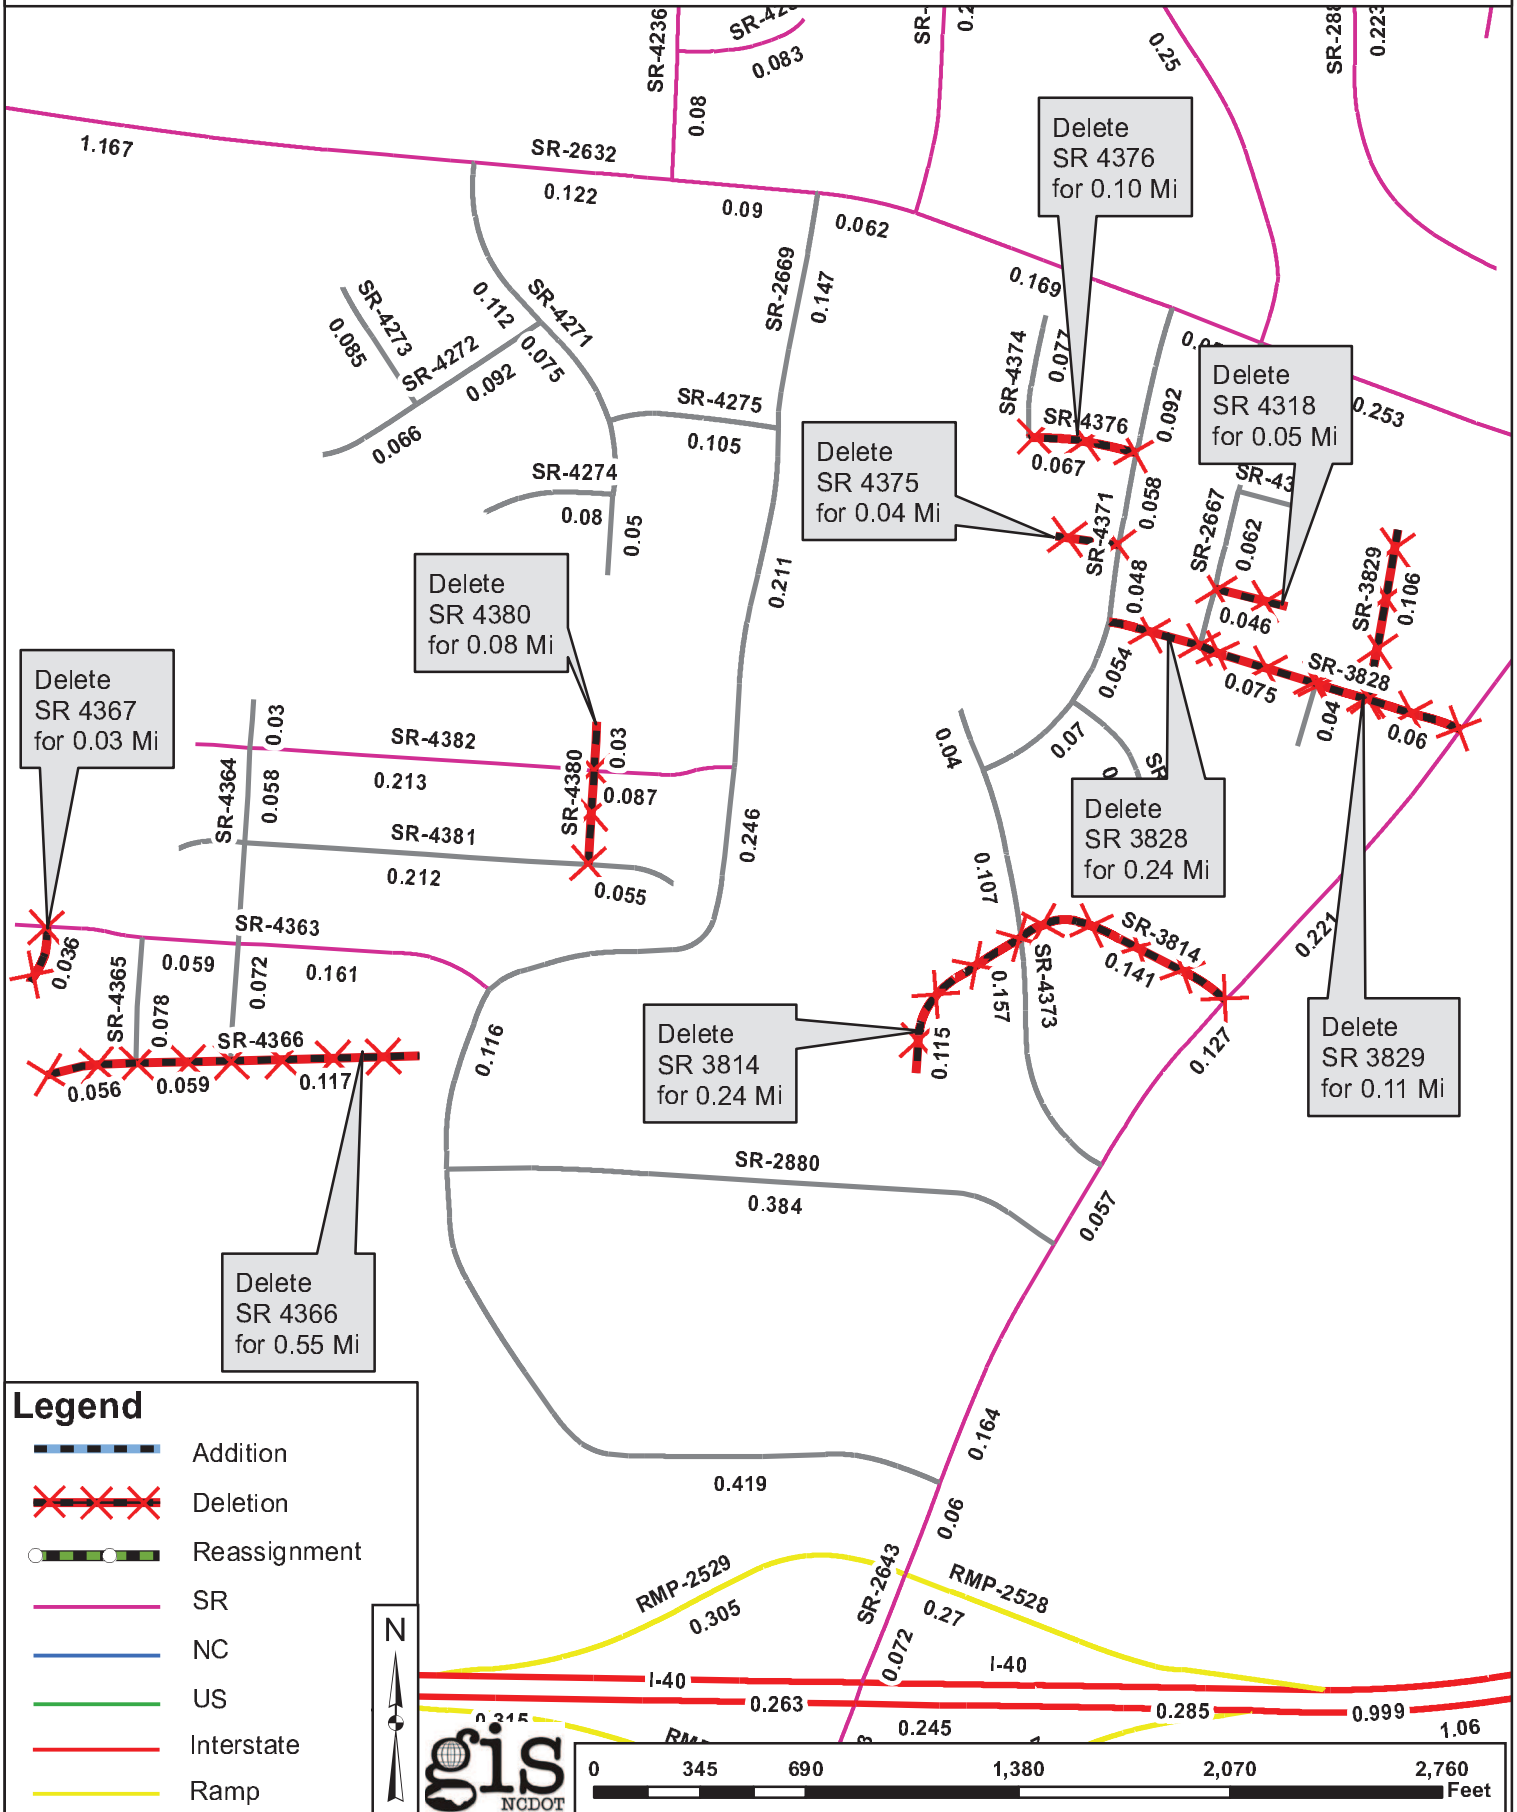 SR-4236
0.083
0.08
0.25
0.223
1.167
SR-2632
0.122
0.09
0.062
Delete
SR 4376
for 0.10 Mi
SR-2669
0.147
0.169
SR-4273
0.085
0.112
SR-4271
SR-4272
0.092
0.075
0.066
SR-4275
0.105
SR-4274
0.08
0.05
SR-4374
0.077
SR-4376
0.067
0.092
Delete
SR 4318
for 0.05 Mi
0.253
Delete
SR 4375
for 0.04 Mi
SR-4371
0.058
0.048
SR-2667
0.062
0.046
SR-3829
0.106
0.211
Delete
SR 4380
for 0.08 Mi
Delete
SR 4367
for 0.03 Mi
0.054
0.075
SR-3828
0.04
0.06
0.07
0.04
0.03
SR-4382
0.213
SR-4380
0.03
0.087
SR-4364
0.058
SR-4381
0.212
0.055
0.246
Delete
SR 3828
for 0.24 Mi
0.107
0.036
SR-4363
0.059
0.161
SR-4365
0.078
0.072
SR-4366
0.056
0.059
0.117
0.116
SR-3814
0.141
SR-4373
0.157
0.115
0.221
0.127
Delete
SR 3814
for 0.24 Mi
Delete
SR 3829
for 0.11 Mi
SR-2880
0.384
0.057
Delete
SR 4366
for 0.55 Mi
0.419
0.164
0.06
SR-2643
0.072
RMP-2529
0.305
RMP-2528
0.27
I-40
I-40
0.263
0.285
0.999
0.315
0.245
1.06
Legend
Addition
Deletion
Reassignment
SR
NC
US
Interstate
Ramp
N
gis
NCDOT
0 345 690 1,380 2,070 2,760
Feet